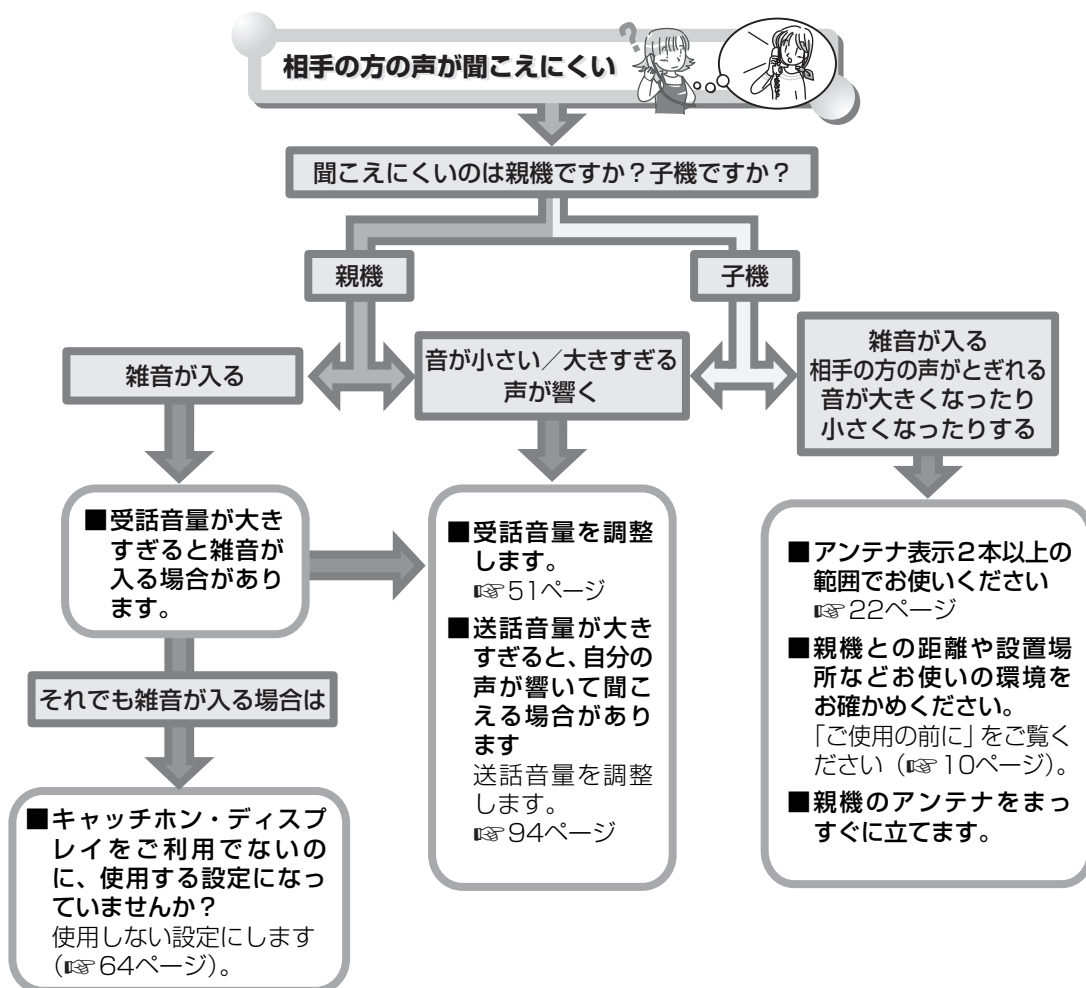 相手の方の声が聞こえにくい
?
聞こえにくいのは親機ですか？子機ですか？
親機
子機
雑音が入る
音が小さい／大きすぎる
声が響く
雑音が入る
相手の方の声がとぎれる
音が大きくなったり
小さくなったりする
■受話音量が大き
すぎると雑音が
入る場合があり
ます。
それでも雑音が入る場合は
■キャッチホン・ディスプ
レイをご利用でないの
に、使用する設定になっ
ていませんか？
使用しない設定にします
（☞64ページ）。
■受話音量を調整
します。
☞51ページ
■送話音量が大き
すぎると、自分の
声が響いて聞こ
える場合があり
ます
送話音量を調整
します。
☞94ページ
■アンテナ表示２本以上の
範囲でお使いください
☞22ページ
■親機との距離や設置場
所などお使いの環境を
お確かめください。
「ご使用の前に」をご覧く
ださい（☞10ページ）。
■親機のアンテナをまっ
すぐに立てます。